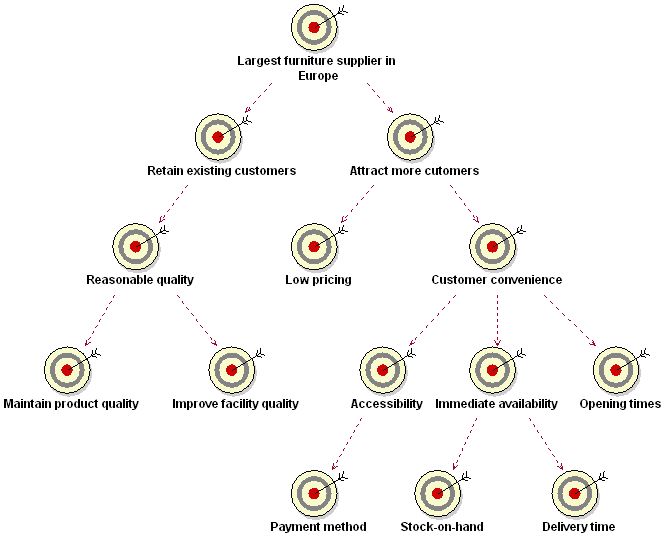 Largest furniture supplier in
Europe
Retain existing customers
Attract more cutomers
Reasonable quality
Low pricing
Customer convenience
Maintain product quality
Improve facility quality
Accessibility
Immediate availability
Opening times
Payment method
Stock-on-hand
Delivery time